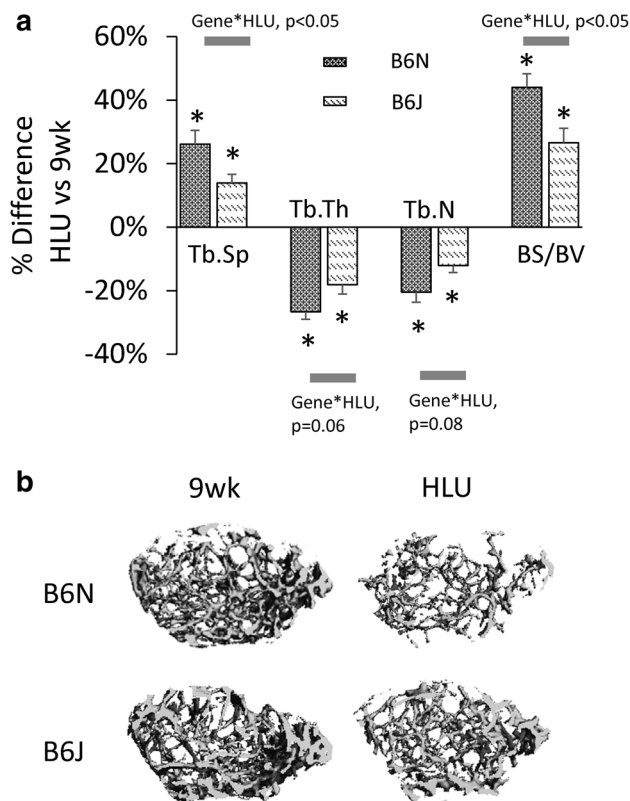 a
Gene*HLU, p<0.05
Gene*HLU, p<0.05
60%
40%
20%
0%
-20%
-40%
% Difference
HLU vs 9wk
B6N
B6J
*
*
*
*
Tb.Sp
Tb.Th
Tb.N
BS/BV
*
*
*
*
Gene*HLU,
p=0.06
Gene*HLU,
p=0.08
b
9wk
HLU
B6N
B6J